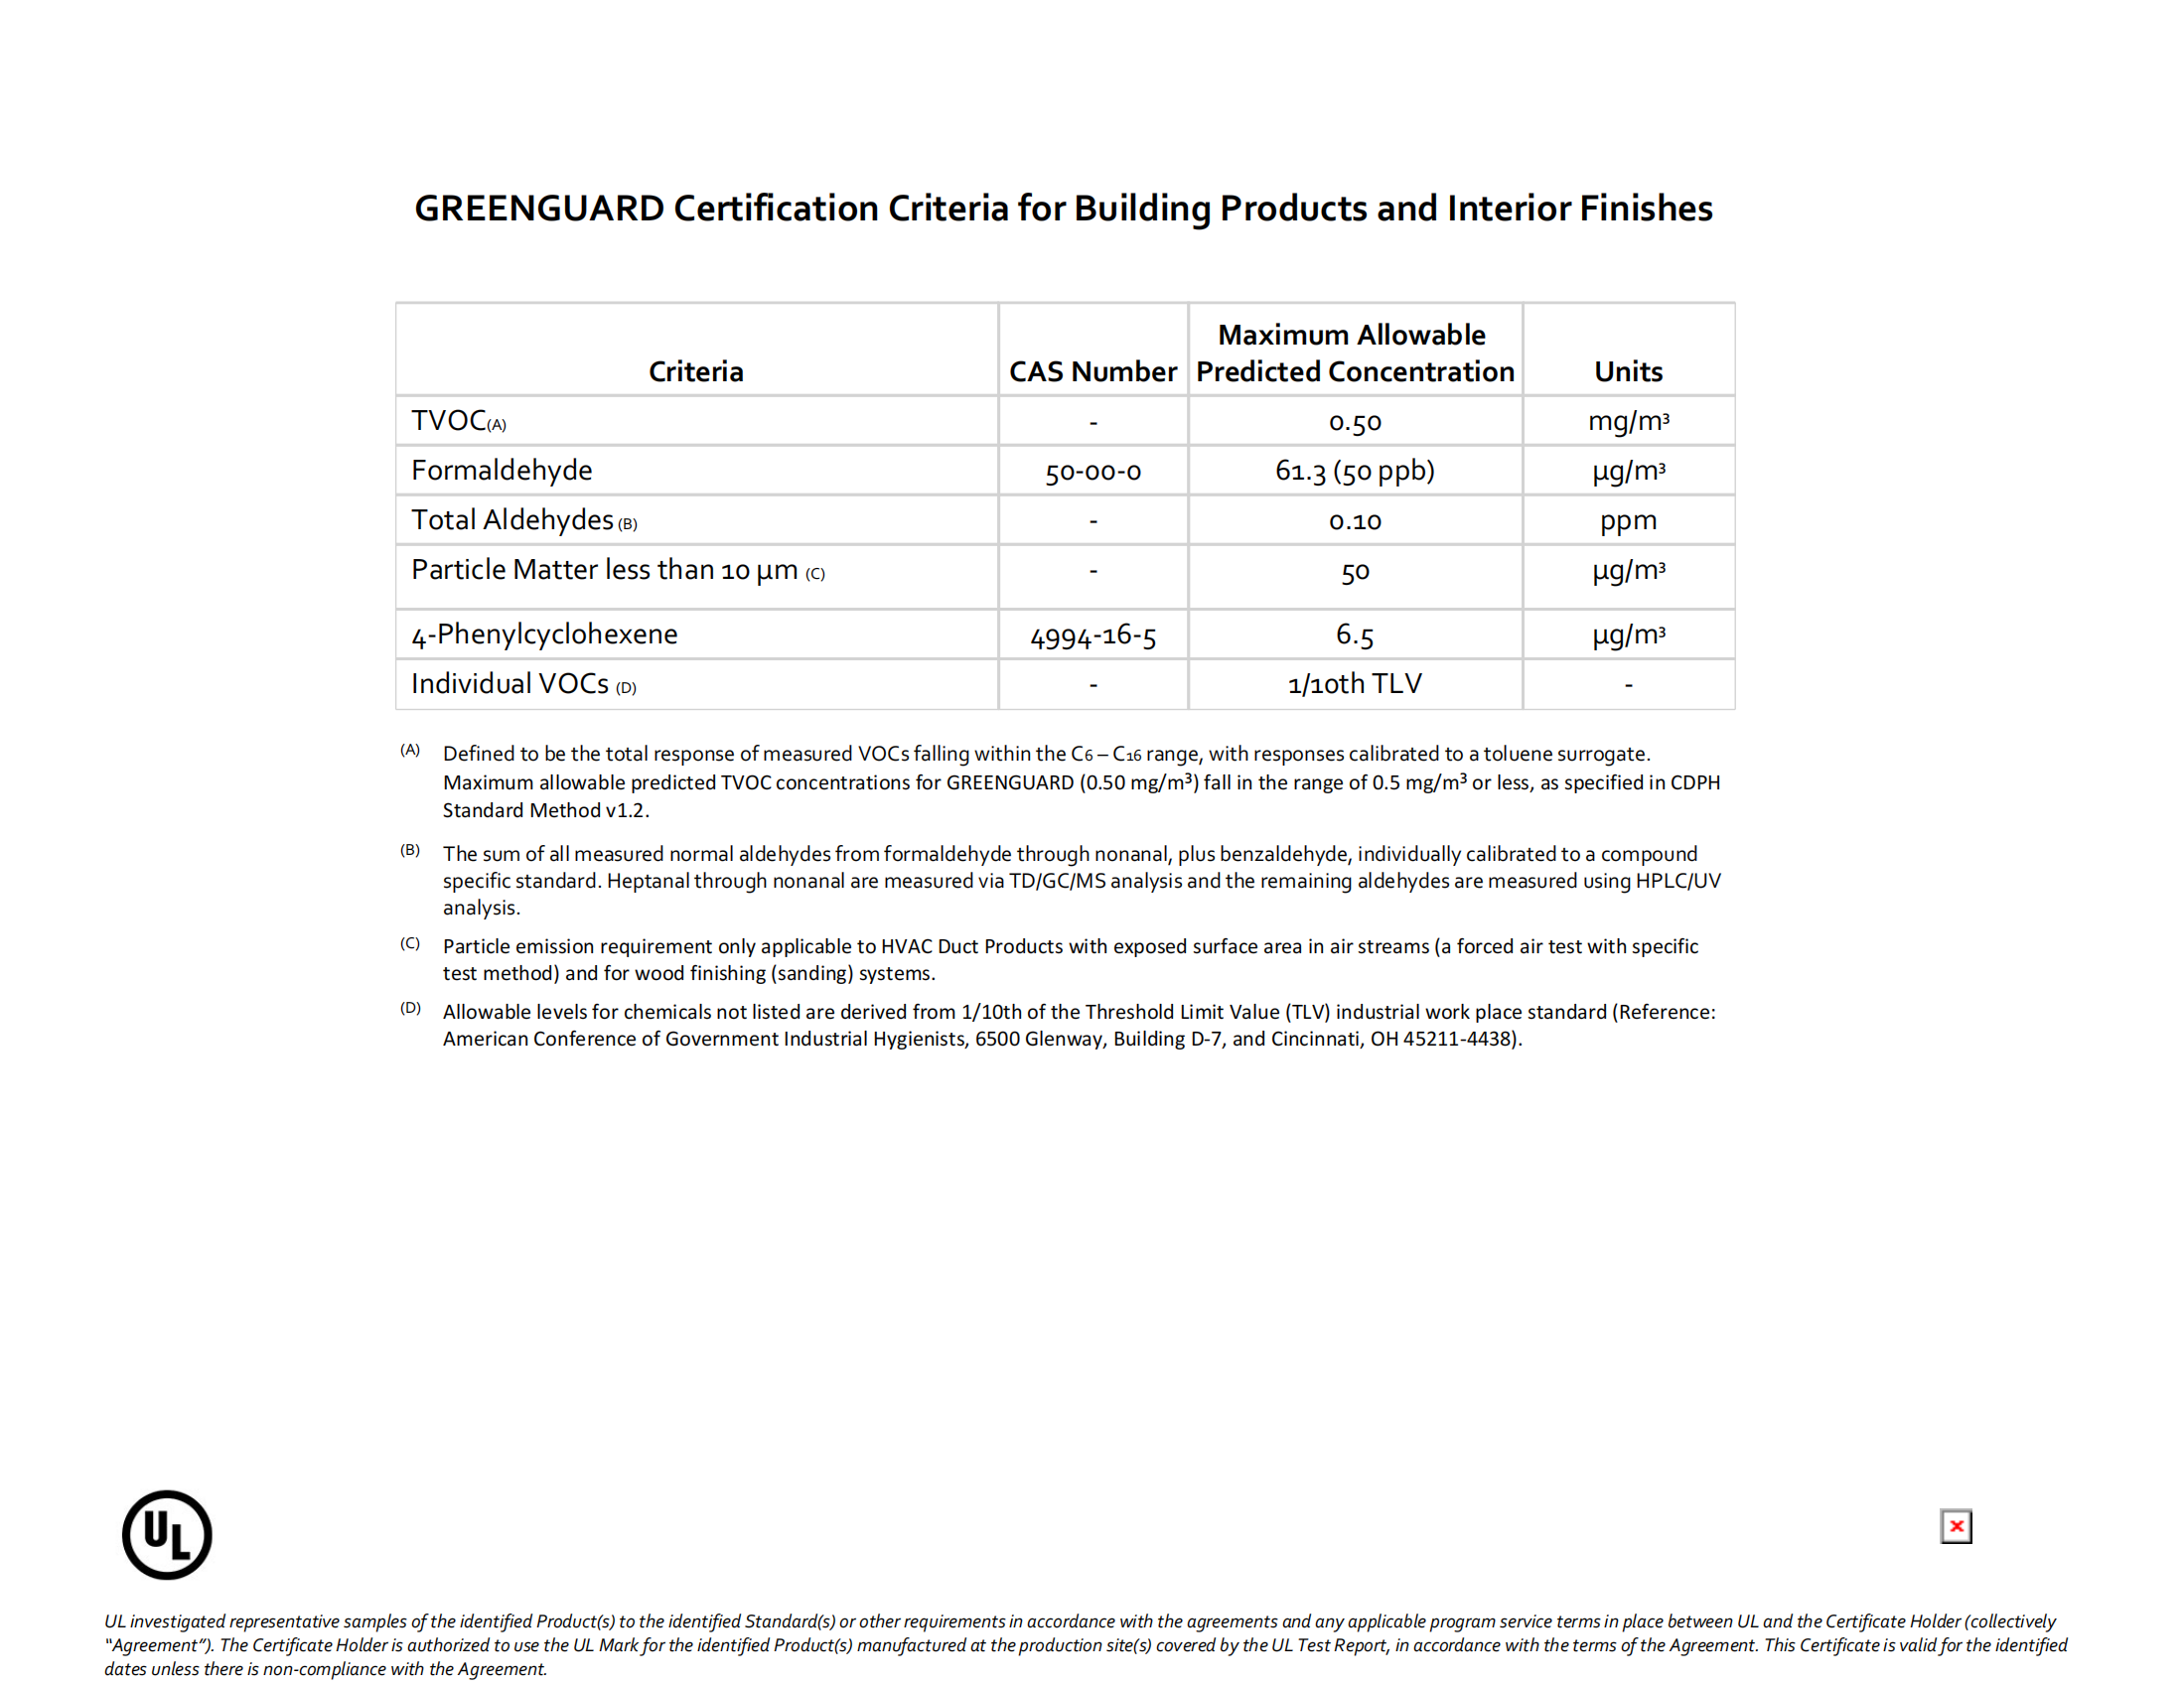 GREENGUARD Certification Criteria for Building Products and Interior Finishes
Criteria CAS Number Maximum Allowable Predicted Concentration Units
TVOC(A) - 0.50 mg/m³
Formaldehyde 50-00-0 61.3 (50 ppb) µg/m³
Total Aldehydes (B) - 0.10 ppm
Particle Matter less than 10 µm (C) - 50 µg/m³
4-Phenylcyclohexene 4994-16-5 6.5 µg/m³
Individual VOCs (D) - 1/10th TLV -
(A) Defined to be the total response of measured VOCs falling within the C6 – C16 range, with responses calibrated to a toluene surrogate.
Maximum allowable predicted TVOC concentrations for GREENGUARD (0.50 mg/m³) fall in the range of 0.5 mg/m³ or less, as specified in CDPH
Standard Method v1.2.
(B) The sum of all measured normal aldehydes from formaldehyde through nonanal, plus benzaldehyde, individually calibrated to a compound
specific standard. Heptanal through nonanal are measured via TD/GC/MS analysis and the remaining aldehydes are measured using HPLC/UV
analysis.
(C) Particle emission requirement only applicable to HVAC Duct Products with exposed surface area in air streams (a forced air test with specific
test method) and for wood finishing (sanding) systems.
(D) Allowable levels for chemicals not listed are derived from 1/10th of the Threshold Limit Value (TLV) industrial work place standard (Reference:
American Conference of Government Industrial Hygienists, 6500 Glenway, Building D-7, and Cincinnati, OH 45211-4438).
UL
UL investigated representative samples of the identified Product(s) to the identified Standard(s) or other requirements in accordance with the agreements and any applicable program service terms in place between UL and the Certificate Holder (collectively
“Agreement”). The Certificate Holder is authorized to use the UL Mark for the identified Product(s) manufactured at the production site(s) covered by the UL Test Report, in accordance with the terms of the Agreement. This Certificate is valid for the identified
dates unless there is non-compliance with the Agreement.